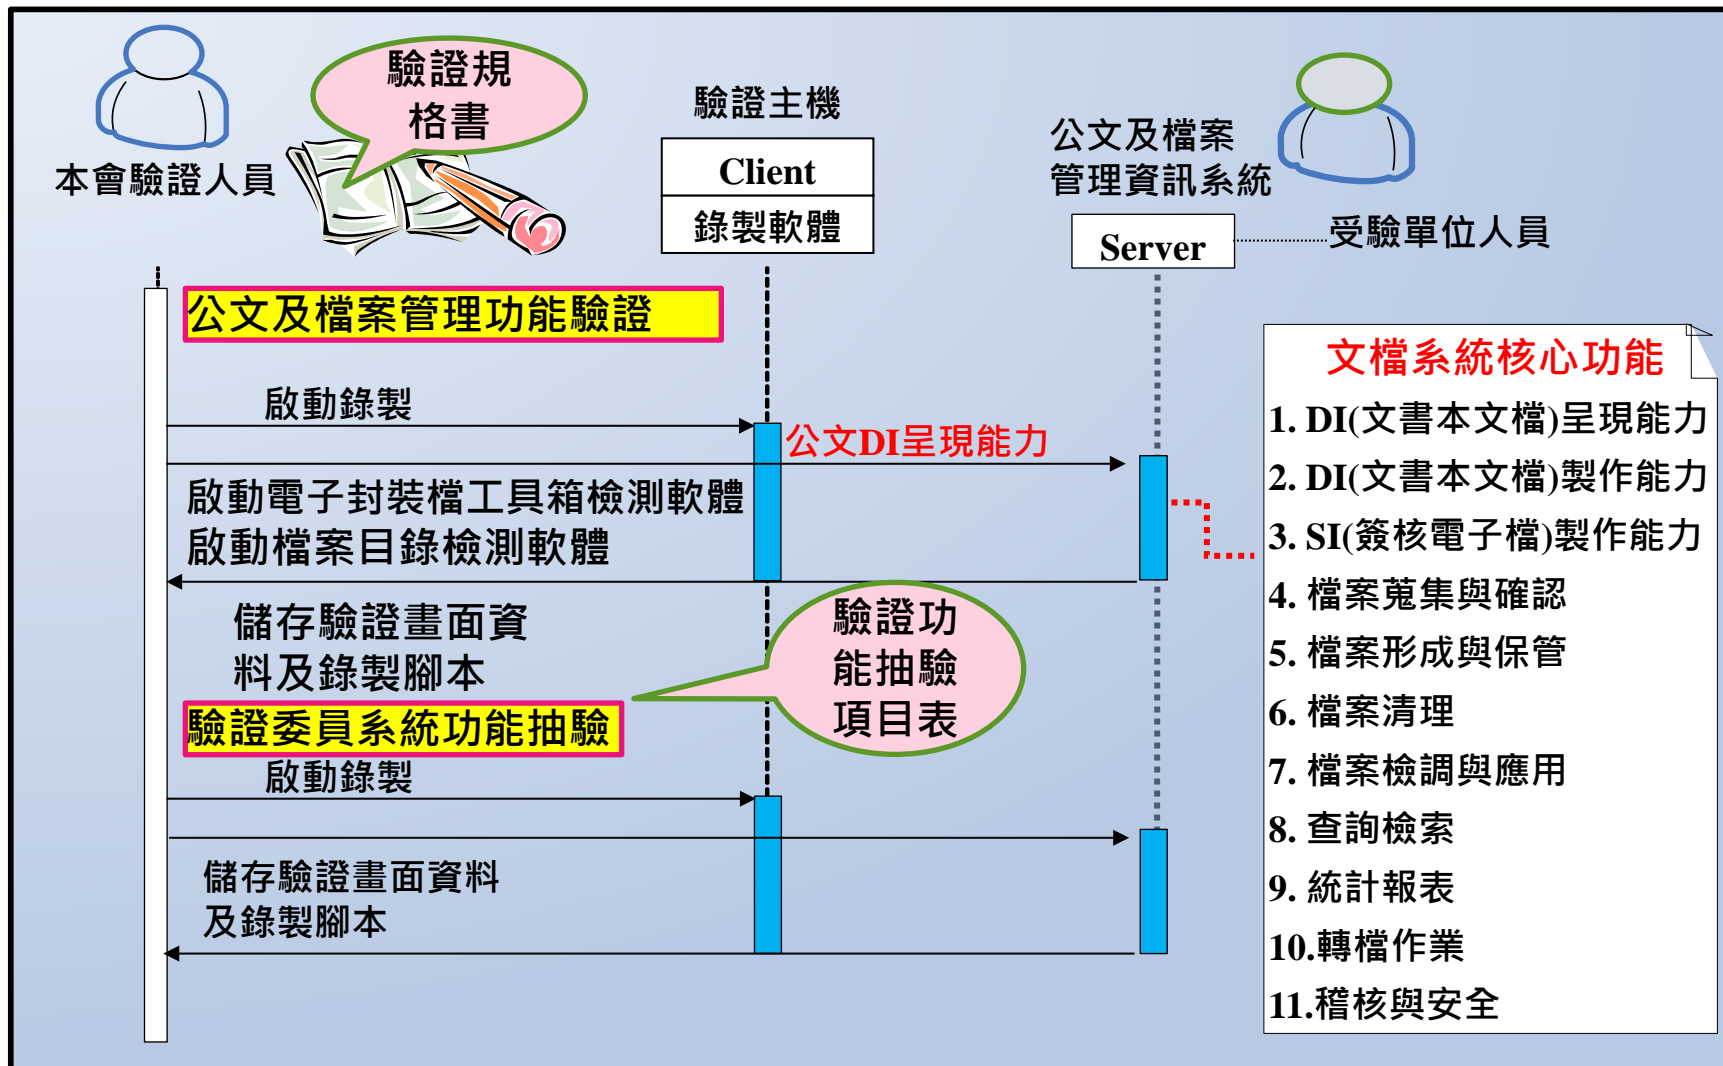 驗證規
格書
本會驗證人員
驗證主機
Client
錄製軟體
公文及檔案
管理資訊系統
Server
受驗單位人員
公文及檔案管理功能驗證
啟動錄製
公文DI呈現能力
啟動電子封裝檔工具箱檢測軟體
啟動檔案目錄檢測軟體
儲存驗證畫面資
料及錄製腳本
驗證功
能抽驗
項目表
驗證委員系統功能抽驗
啟動錄製
儲存驗證畫面資料
及錄製腳本
文檔系統核心功能
1. DI(文書本文檔)呈現能力
2. DI(文書本文檔)製作能力
3. SI(簽核電子檔)製作能力
4. 檔案蒐集與確認
5. 檔案形成與保管
6. 檔案清理
7. 檔案檢調與應用
8. 查詢檢索
9. 統計報表
10.轉檔作業
11.稽核與安全